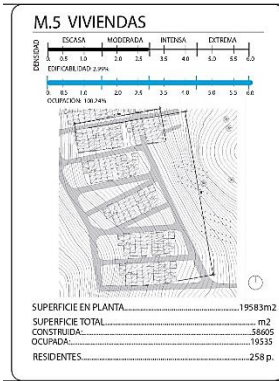 M.5 VIVIENDAS
DENSIDAD
ESCASA MODERADA INTENSA EXTREMA
0. 0.5 1.0 2.0 2.5 3.5 4.0 5.5 5.0 6.0
EDIFICABILIDAD: 2.99%
0. 0.5 1.0 2.0 2.5 3.5 4.0 5.5 5.0 6.0
OCUPACIÓN: 100.24%
SUPERFICIE EN PLANTA 19583m2
SUPERFICIE TOTAL m2
CONSTRUIDA: 58605
OCUPADA: 19535
RESIDENTES 258 p.